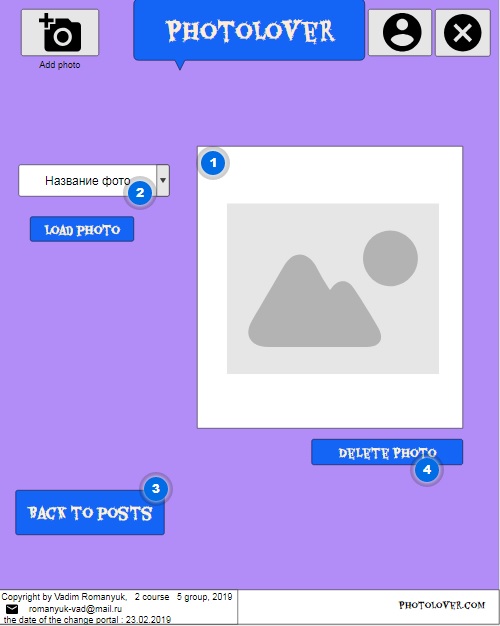 PHOTOLOVER
Add photo
1
Название фото
2
LOAD PHOTO
DELETE PHOTO
4
3
BACK TO POSTS
Copyright by Vadim Romanyuk, 2 course 5 group, 2019
romanyuk-vad@mail.ru
the date of the change portal : 23.02.2019
PHOTOLOVER.COM